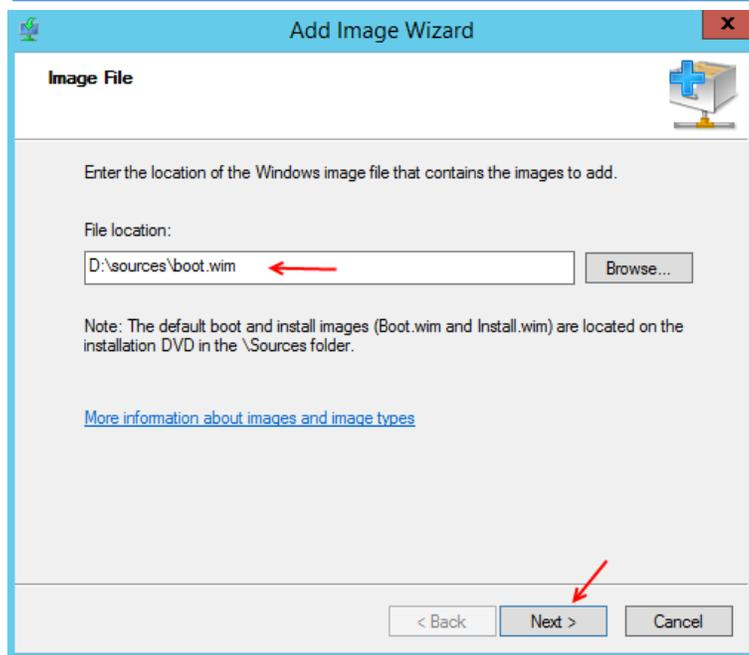 Add Image Wizard
x
Image File
Enter the location of the Windows image file that contains the images to add.
File location:
D:\sources\boot.wim
Browse...
Note: The default boot and install images (Boot.wim and Install.wim) are located on the
installation DVD in the \Sources folder.
More information about images and image types
< Back
Next >
Cancel